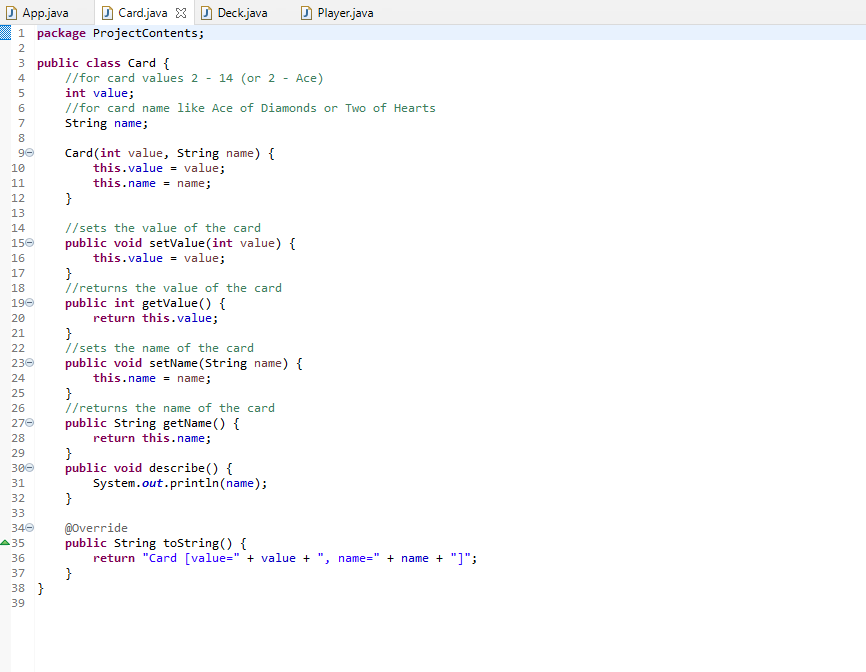 App.java Card.java Deck.java Player.java
1 package ProjectContents;
2
3 public class Card {
4     //for card values 2 - 14 (or 2 - Ace)
5     int value;
6     //for card name like Ace of Diamonds or Two of Hearts
7     String name;
8
9     Card(int value, String name) {
10         this.value = value;
11         this.name = name;
12     }
13
14     //sets the value of the card
15     public void setValue(int value) {
16         this.value = value;
17     }
18     //returns the value of the card
19     public int getValue() {
20         return this.value;
21     }
22     //sets the name of the card
23     public void setName(String name) {
24         this.name = name;
25     }
26     //returns the name of the card
27     public String getName() {
28         return this.name;
29     }
30     public void describe() {
31         System.out.println(name);
32     }
33
34     @Override
35     public String toString() {
36         return "Card [value=" + value + ", name=" + name + "]";
37     }
38 }
39